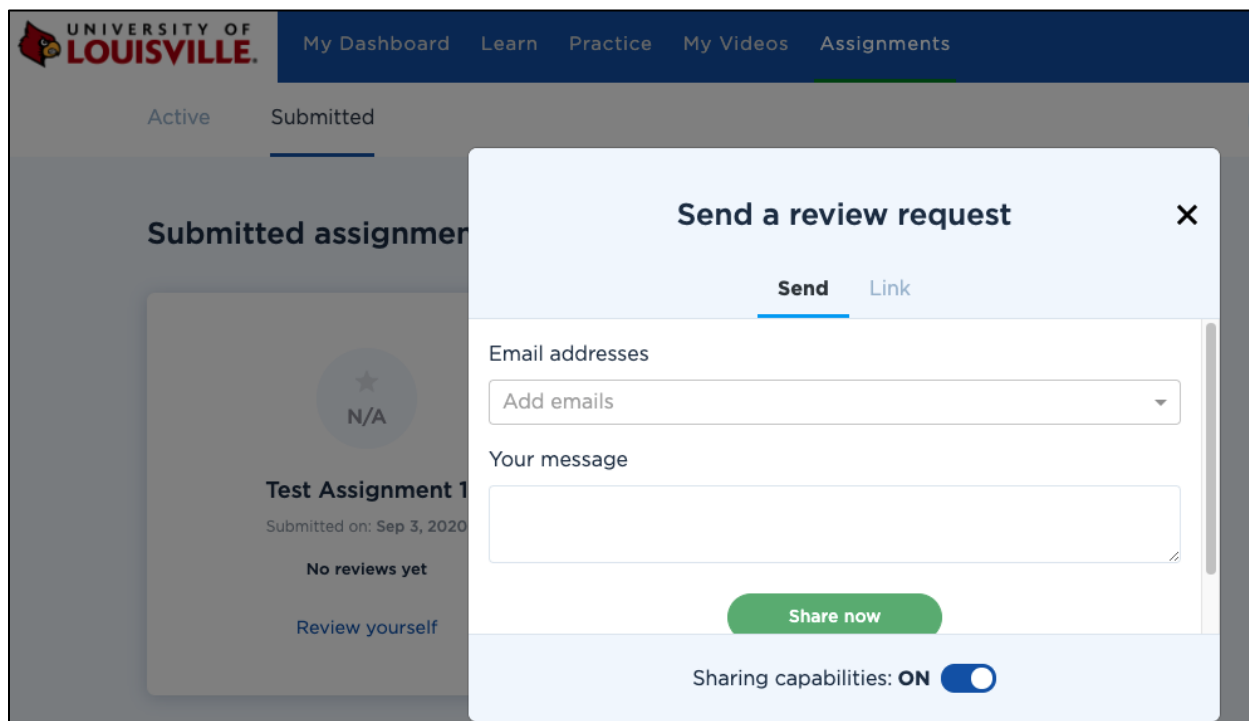 UNIVERSITY OF
LOUISVILLE.
My Dashboard Learn Practice My Videos Assignments
Active Submitted
Submitted assignmen
N/A
Test Assignment 1
Submitted on: Sep 3, 2020
No reviews yet
Review yourself
Send a review request
Send Link
Email addresses
Add emails
Your message
Share now
Sharing capabilities: ON